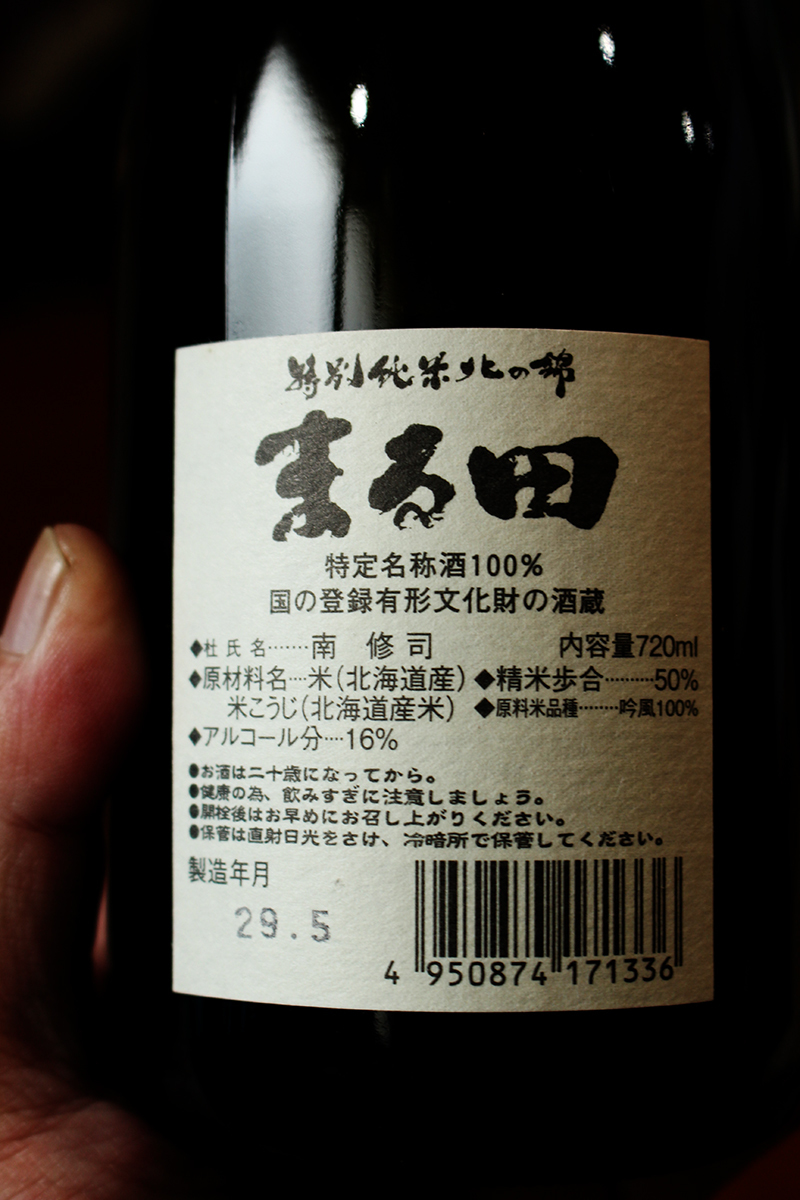 特別純米北の錦
まる田
特定名称酒100%
国の登録有形文化財の酒蔵
◆杜氏名……南 修司 内容量720ml
◆原材料名…米(北海道産) ◆精米歩合………50%
米こうじ(北海道産米) ◆原料米品種………吟風100%
◆アルコール分…16%
●お酒は二十歳になってから。
●健康の為、飲みすぎに注意しましょう。
●開栓後はお早めにお召し上がりください。
●保管は直射日光をさけ、冷暗所で保管してください。
製造年月
29.5
4 950874 171336